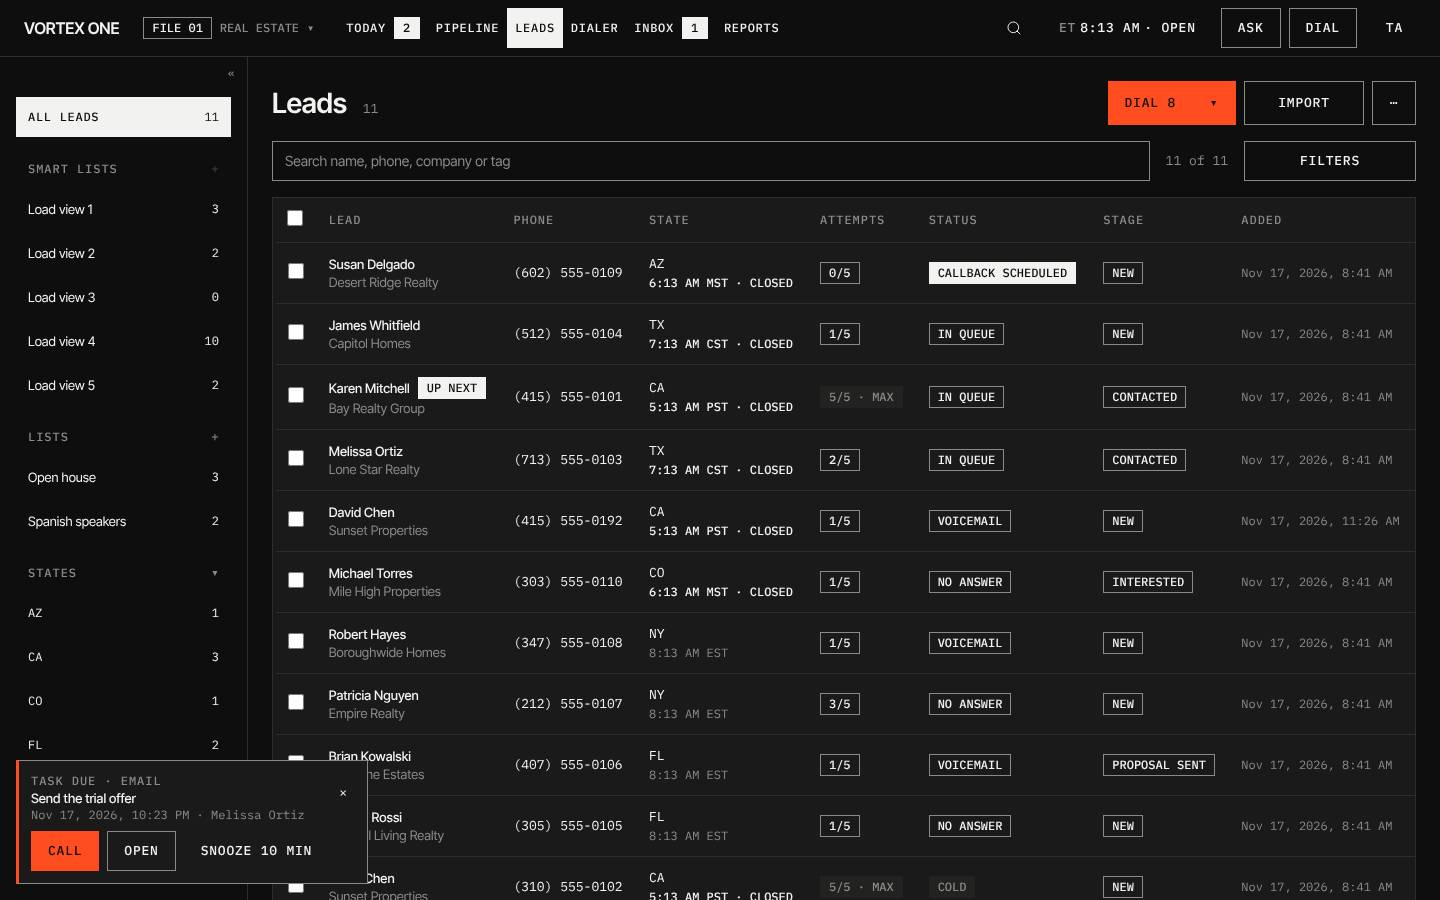 VORTEX ONE FILE 01 REAL ESTATE ▾ TODAY 2 PIPELINE LEADS DIALER INBOX 1 REPORTS ET 8:13 AM · OPEN ASK DIAL TA
«
ALL LEADS 11
SMART LISTS +
Load view 1 3
Load view 2 2
Load view 3 0
Load view 4 10
Load view 5 2
LISTS +
Open house 3
Spanish speakers 2
STATES ▾
AZ 1
CA 3
CO 1
FL 2
Leads 11 DIAL 8 ▾ IMPORT ⋯
Search name, phone, company or tag 11 of 11 FILTERS
LEAD PHONE STATE ATTEMPTS STATUS STAGE ADDED
Susan Delgado (602) 555-0109 AZ 0/5 CALLBACK SCHEDULED NEW Nov 17, 2026, 8:41 AM
Desert Ridge Realty 6:13 AM MST · CLOSED
James Whitfield (512) 555-0104 TX 1/5 IN QUEUE NEW Nov 17, 2026, 8:41 AM
Capitol Homes 7:13 AM CST · CLOSED
Karen Mitchell UP NEXT (415) 555-0101 CA 5/5 · MAX IN QUEUE CONTACTED Nov 17, 2026, 8:41 AM
Bay Realty Group 5:13 AM PST · CLOSED
Melissa Ortiz (713) 555-0103 TX 2/5 IN QUEUE CONTACTED Nov 17, 2026, 8:41 AM
Lone Star Realty 7:13 AM CST · CLOSED
David Chen (415) 555-0192 CA 1/5 VOICEMAIL NEW Nov 17, 2026, 11:26 AM
Sunset Properties 5:13 AM PST · CLOSED
Michael Torres (303) 555-0110 CO 1/5 NO ANSWER INTERESTED Nov 17, 2026, 8:41 AM
Mile High Properties 6:13 AM MST · CLOSED
Robert Hayes (347) 555-0108 NY 1/5 VOICEMAIL NEW Nov 17, 2026, 8:41 AM
Boroughwide Homes 8:13 AM EST
Patricia Nguyen (212) 555-0107 NY 3/5 NO ANSWER NEW Nov 17, 2026, 8:41 AM
Empire Realty 8:13 AM EST
Brian Kowalski (407) 555-0106 FL 1/5 VOICEMAIL PROPOSAL SENT Nov 17, 2026, 8:41 AM
Estates 8:13 AM EST
Rossi (305) 555-0105 FL 1/5 NO ANSWER NEW Nov 17, 2026, 8:41 AM
Living Realty 8:13 AM EST
Chen (310) 555-0102 CA 5/5 · MAX COLD NEW Nov 17, 2026, 8:41 AM
Sunset Properties 5:13 AM PST · CLOSED
TASK DUE · EMAIL
Send the trial offer ×
Nov 17, 2026, 10:23 PM · Melissa Ortiz
CALL OPEN SNOOZE 10 MIN